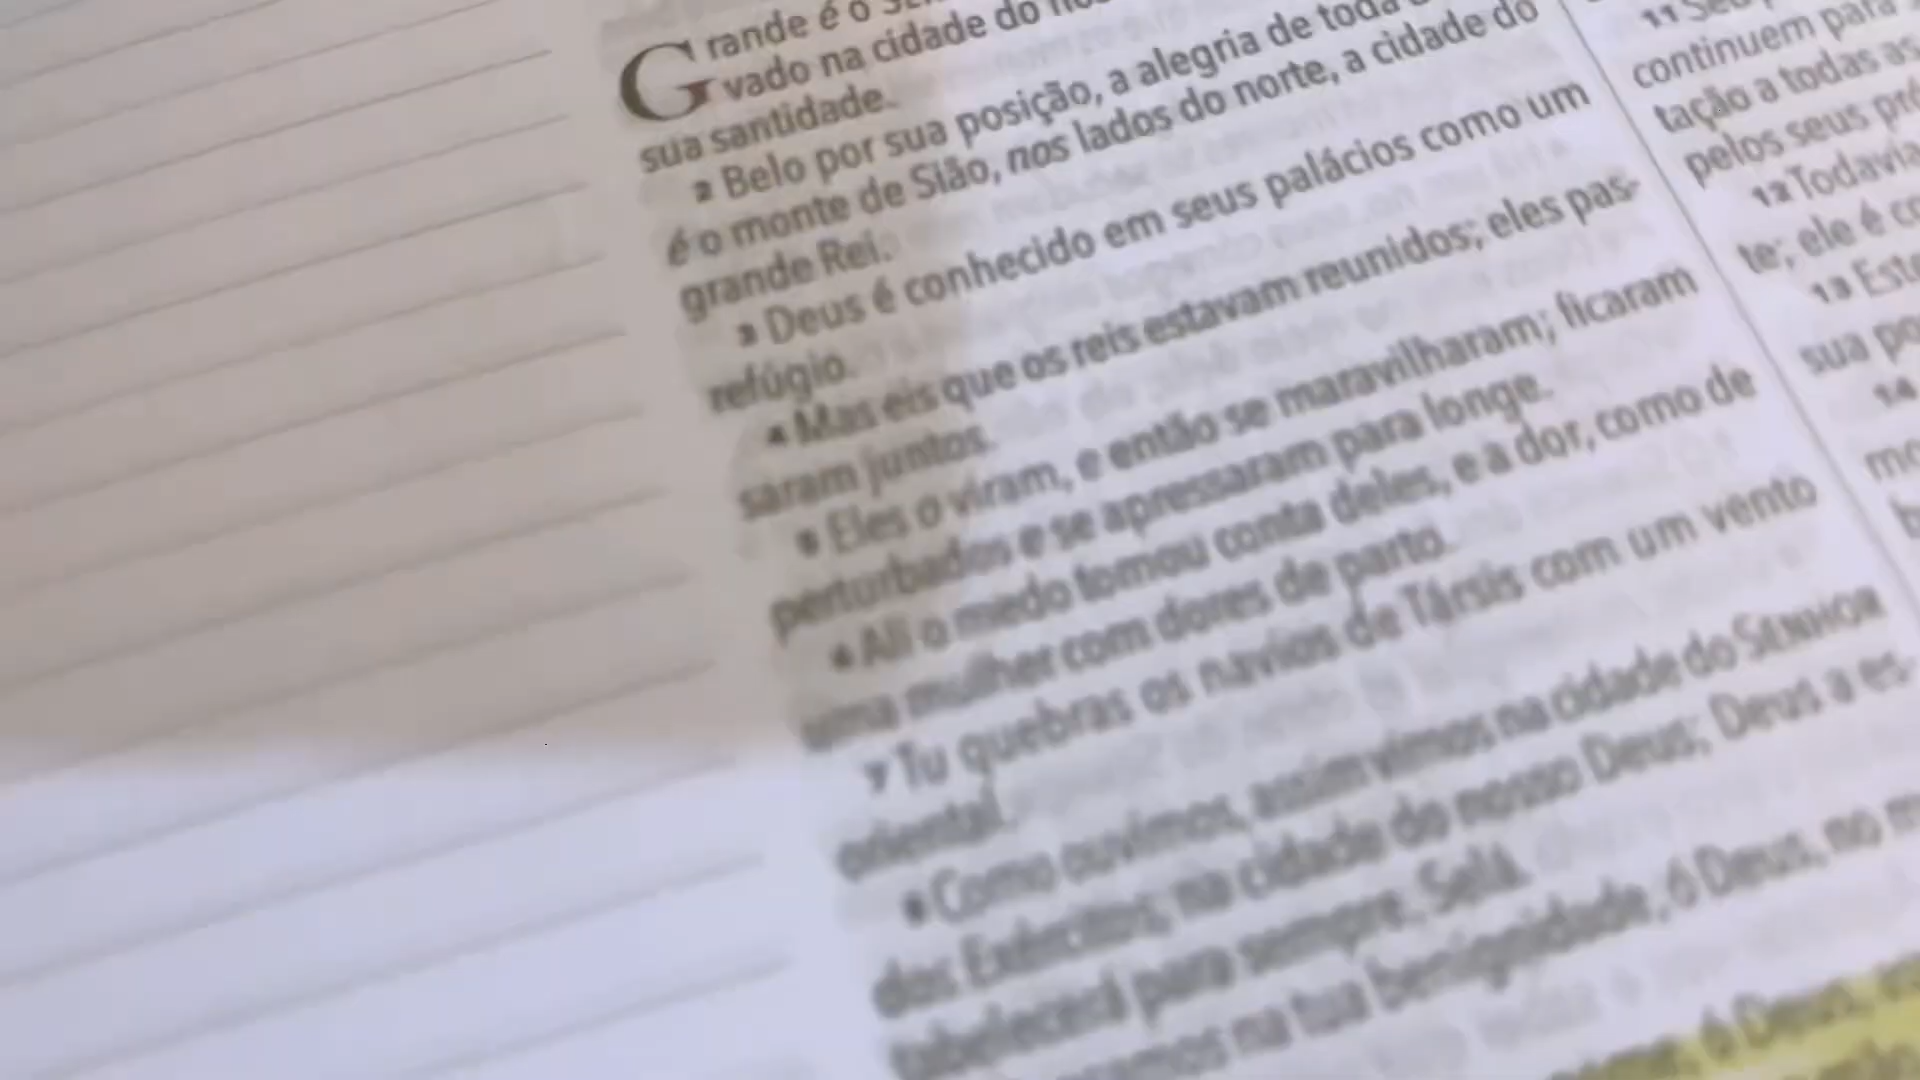 Grande é o
vado na cidade do
sua santidade.
2 Belo por sua posição, a alegria de toda
é o monte de Sião, nos lados do norte, a cidade do
grande Rei.
3 Deus é conhecido em seus palácios como um
refúgio.
4 Mas eis que os reis estavam reunidos; eles pas-
saram juntos.
5 Eles o viram, e então se maravilharam; ficaram
perturbados e se apressaram para longe.
6 Ali o medo tomou conta deles, e a dor, como de
uma mulher com dores de parto.
7 Tu quebras os navios de Társis com um vento
oriental.
8 Como ouvimos, assim vimos na cidade do SENHOR
dos Exércitos; na cidade do nosso Deus; Deus a es-
tabelecerá para sempre. Selá.
na tua benignidade, ó Deus, no
ó Deus,
11
continuem para
tação a todas as
pelos seus
12 Todavia
te; ele é
13
sua
14